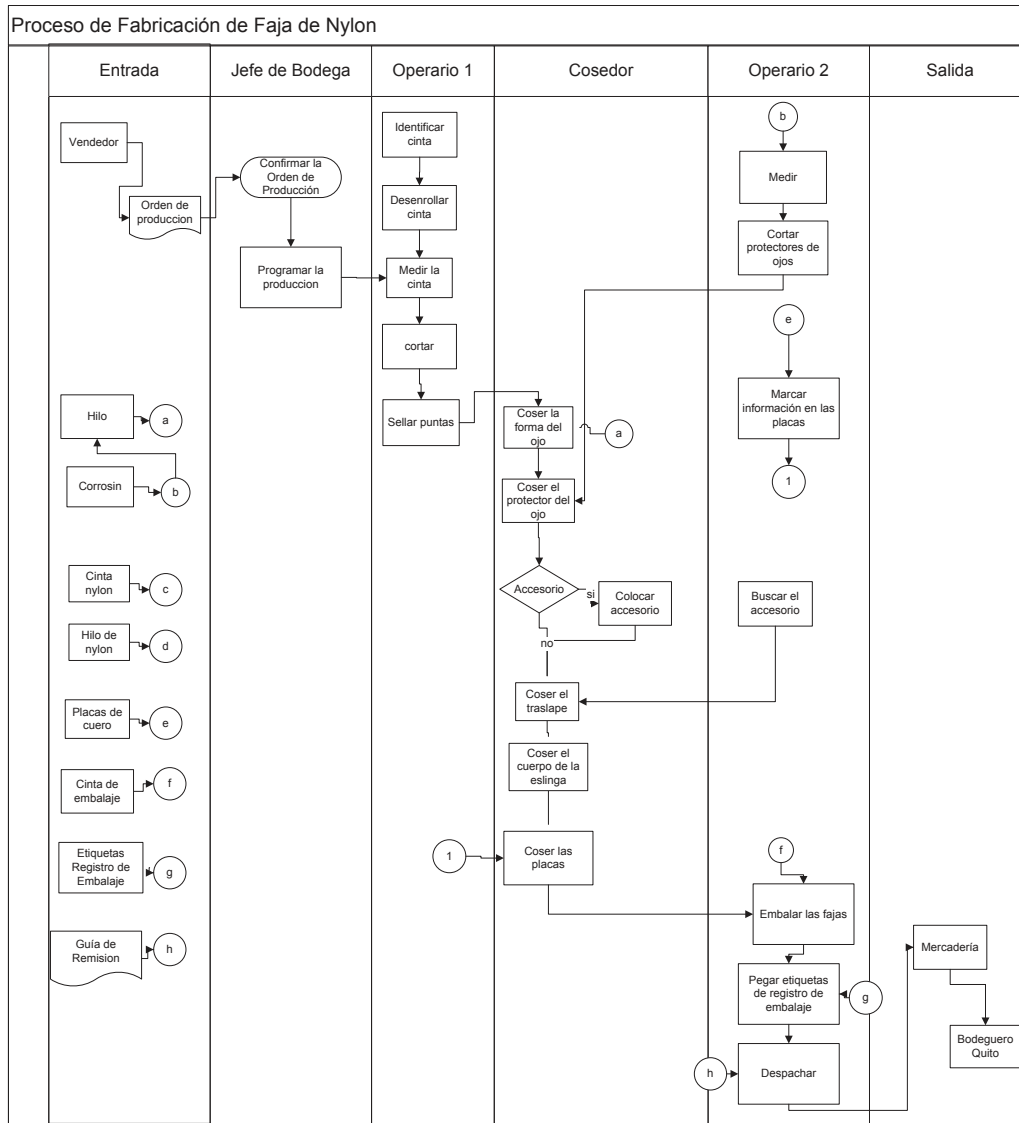 Proceso de Fabricación de Faja de Nylon
Entrada
Jefe de Bodega
Operario 1
Cosedor
Operario 2
Salida
Vendedor
Orden de
produccion
Hilo
a
Corrosin
b
Cinta
nylon
c
Hilo de
nylon
d
Placas de
cuero
e
Cinta de
embalaje
f
Etiquetas
Registro de
Embalaje
g
Guía de
Remision
h
Confirmar la
Orden de
Producción
Programar la
produccion
Identificar
cinta
Desenrollar
cinta
Medir la
cinta
cortar
Sellar puntas
1
Coser la
forma del
ojo
a
Coser el
protector del
ojo
Accesorio
si
Colocar
accesorio
no
Coser el
traslape
Coser el
cuerpo de la
eslinga
Coser las
placas
b
Medir
Cortar
protectores de
ojos
e
Marcar
información en las
placas
1
Buscar el
accesorio
f
Embalar las fajas
Pegar etiquetas
de registro de
embalaje
g
h
Despachar
Mercadería
Bodeguero
Quito